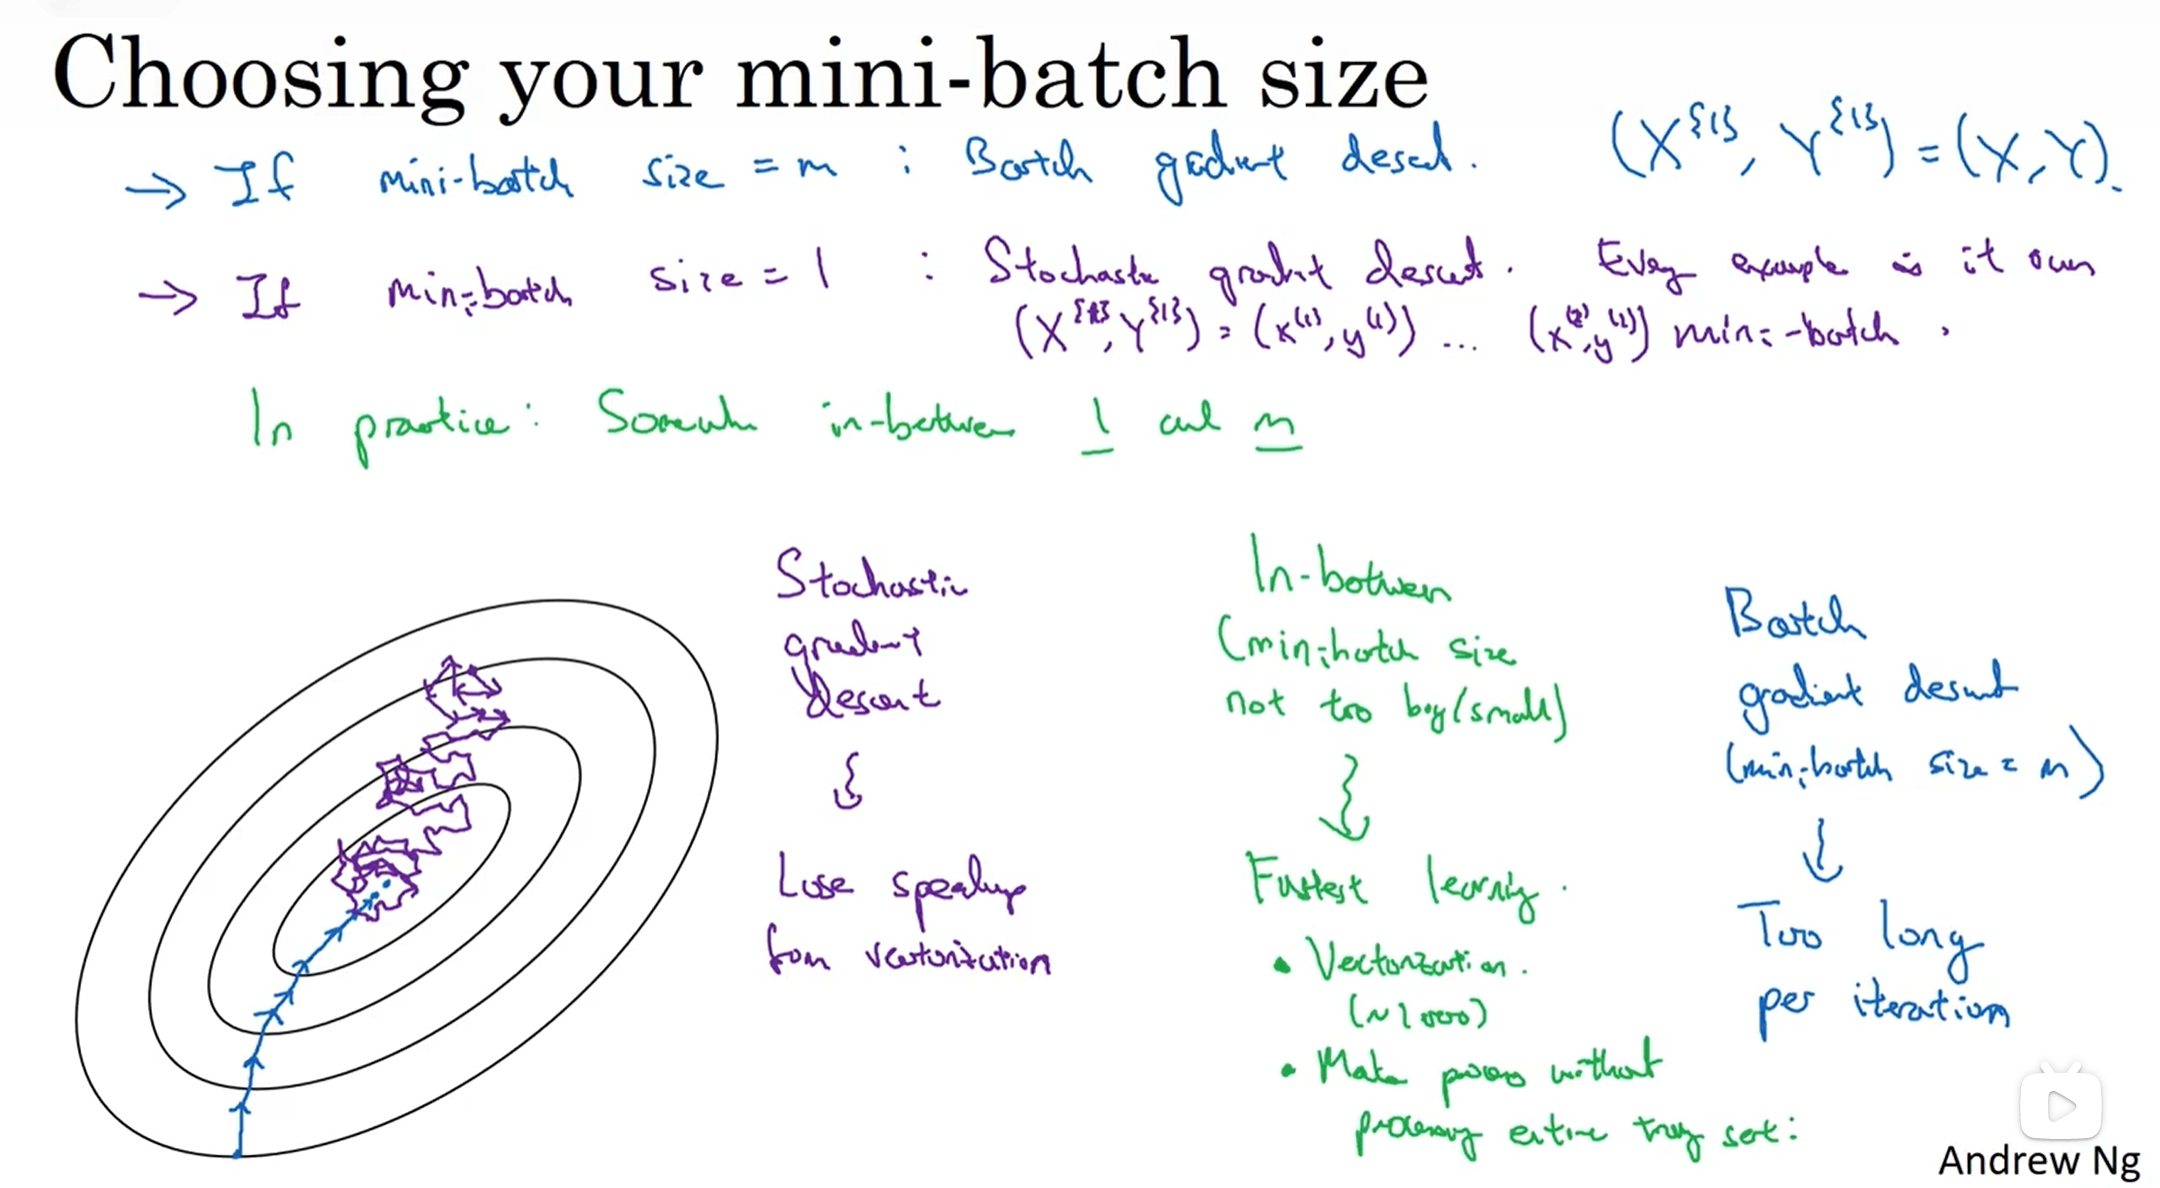 Choosing your mini-batch size
→ If mini-batch size = m : Batch gradient descent. (X^{1}, Y^{1}) = (X, Y).
→ If mini-batch size = 1 : Stochastic gradient descent. Every example is it own
(X^{1}, Y^{1}) = (x^(1), y^(1)) ... (x^(2), y^(2)) mini-batch.
In practice: Somewhere in-between 1 and m
Stochastic
gradient
descent
Lose speedup
from vectorization
In-between
(mini-batch size
not too big/small)
Fastest learning.
• Vectorization.
(~1000)
• Make progress without
processing entire training set.
Batch
gradient descent
(mini-batch size = m)
Too long
per iteration
Andrew Ng